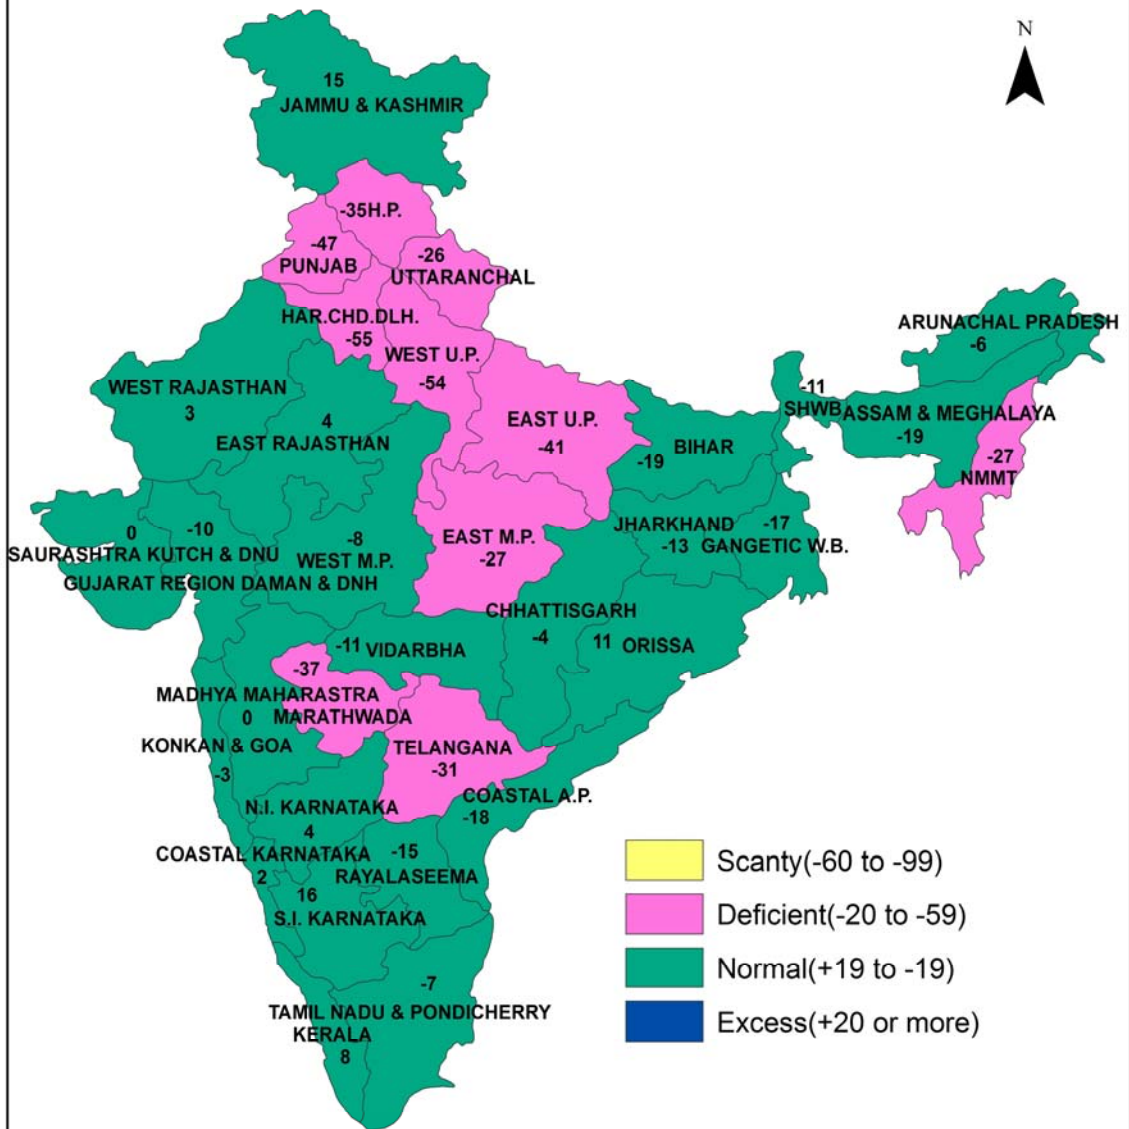 N
15
JAMMU & KASHMIR
-35H.P.
-47
PUNJAB
-26
UTTARANCHAL
HAR.CHD.DLH.
-55
WEST U.P.
-54
ARUNACHAL PRADESH
-6
WEST RAJASTHAN
3
4
EAST RAJASTHAN
EAST U.P.
-41
BIHAR
-19
-11
SHWB
ASSAM & MEGHALAYA
-19
-27
NMMT
0
SAURASHTRA KUTCH & DNU
-10
GUJARAT REGION DAMAN & DNH
-8
WEST M.P.
EAST M.P.
-27
JHARKHAND
-13
-17
GANGETIC W.B.
CHHATTISGARH
-4
11 ORISSA
-11 VIDARBHA
-37
MADHYA MAHARASTRA
0
MARATHWADA
KONKAN & GOA
-3
TELANGANA
-31
COASTAL A.P.
-18
N.I. KARNATAKA
4
COASTAL KARNATAKA
2
-15
RAYALASEEMA
16
S.I. KARNATAKA
-7
TAMIL NADU & PONDICHERRY
KERALA
8
Scanty(-60 to -99)
Deficient(-20 to -59)
Normal(+19 to -19)
Excess(+20 or more)